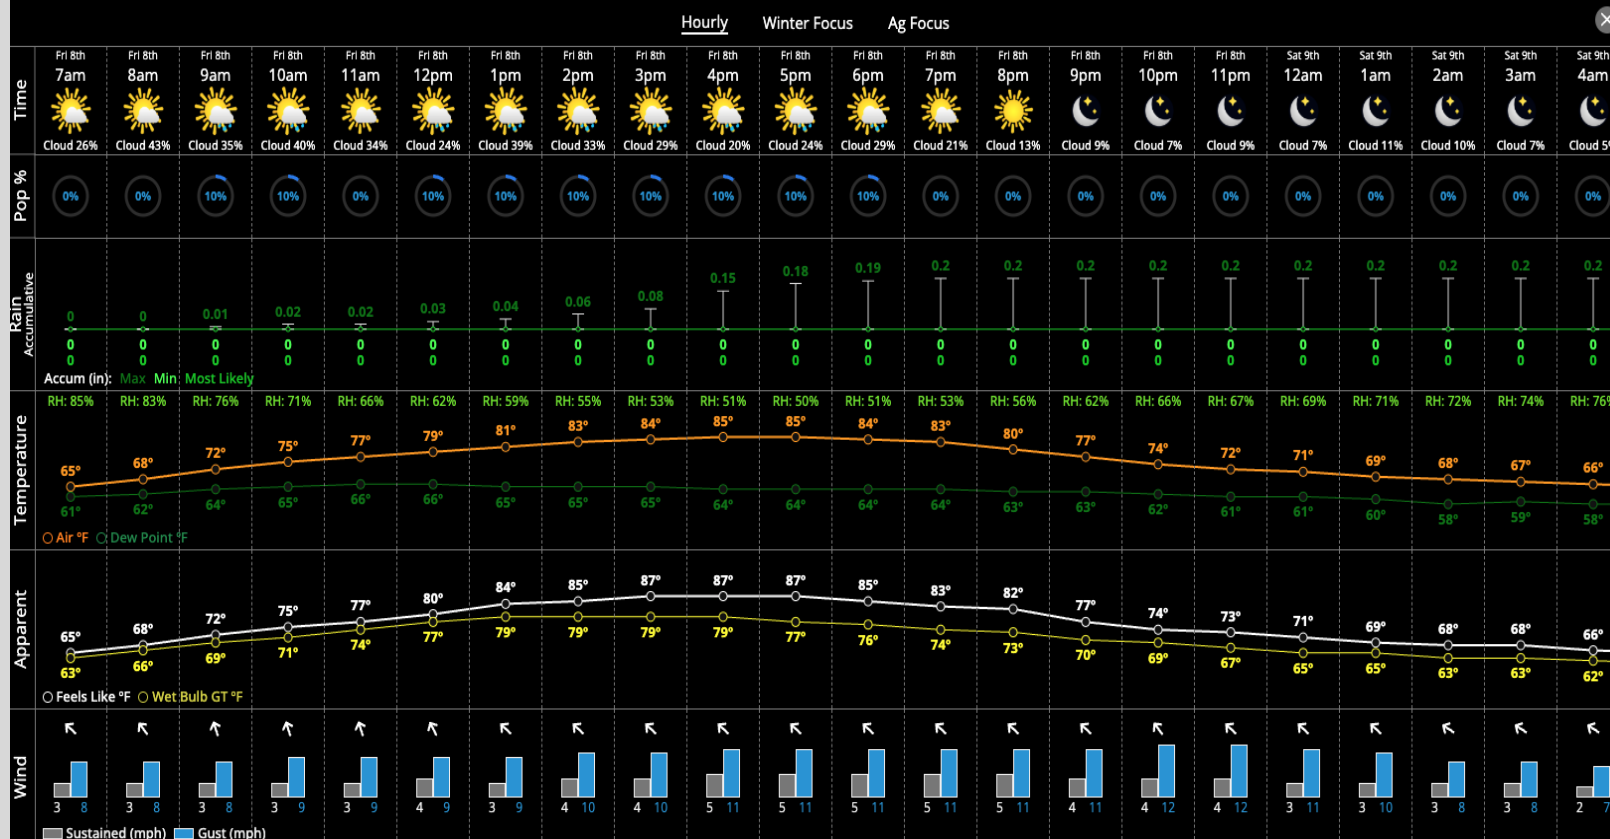 Hourly Winter Focus Ag Focus
Time
Fri 8th Fri 8th Fri 8th Fri 8th Fri 8th Fri 8th Fri 8th Fri 8th Fri 8th Fri 8th Fri 8th Fri 8th Fri 8th Fri 8th Fri 8th Fri 8th Fri 8th Sat 9th Sat 9th Sat 9th Sat 9th Sat 9th
7am 8am 9am 10am 11am 12pm 1pm 2pm 3pm 4pm 5pm 6pm 7pm 8pm 9pm 10pm 11pm 12am 1am 2am 3am 4am
Cloud 26% Cloud 43% Cloud 35% Cloud 40% Cloud 34% Cloud 24% Cloud 39% Cloud 33% Cloud 29% Cloud 20% Cloud 24% Cloud 29% Cloud 21% Cloud 13% Cloud 9% Cloud 7% Cloud 9% Cloud 7% Cloud 11% Cloud 10% Cloud 7% Cloud 5%
Pop %
0% 0% 10% 10% 0% 10% 10% 10% 10% 10% 10% 10% 0% 0% 0% 0% 0% 0% 0% 0% 0% 0%
Rain
Accumulative
0 0 0.01 0.02 0.02 0.03 0.04 0.06 0.08 0.15 0.18 0.19 0.2 0.2 0.2 0.2 0.2 0.2 0.2 0.2 0.2 0.2
0 0 0 0 0 0 0 0 0 0 0 0 0 0 0 0 0 0 0 0 0 0
0 0 0 0 0 0 0 0 0 0 0 0 0 0 0 0 0 0 0 0 0 0
Accum (in): Max Min Most Likely
Temperature
RH: 85% RH: 83% RH: 76% RH: 71% RH: 66% RH: 62% RH: 59% RH: 55% RH: 53% RH: 51% RH: 50% RH: 51% RH: 53% RH: 56% RH: 62% RH: 66% RH: 67% RH: 69% RH: 71% RH: 72% RH: 74% RH: 76%
65° 68° 72° 75° 77° 79° 81° 83° 84° 85° 85° 84° 83° 80° 77° 74° 72° 71° 69° 68° 67° 66°
61° 62° 64° 65° 66° 66° 65° 65° 65° 64° 64° 64° 64° 63° 63° 62° 61° 61° 60° 58° 59° 58°
Air °F Dew Point °F
Apparent
65° 68° 72° 75° 77° 80° 84° 85° 87° 87° 87° 85° 83° 82° 77° 74° 73° 71° 69° 68° 68° 66°
63° 66° 69° 71° 74° 77° 79° 79° 79° 79° 77° 76° 74° 73° 70° 69° 67° 65° 65° 63° 63° 62°
Feels Like °F Wet Bulb GT °F
Wind
3 8 3 8 3 8 3 9 3 9 4 9 3 9 4 10 4 10 5 11 5 11 5 11 5 11 5 11 4 11 4 12 4 12 3 11 3 10 3 8 3 8 2 7
Sustained (mph) Gust (mph)